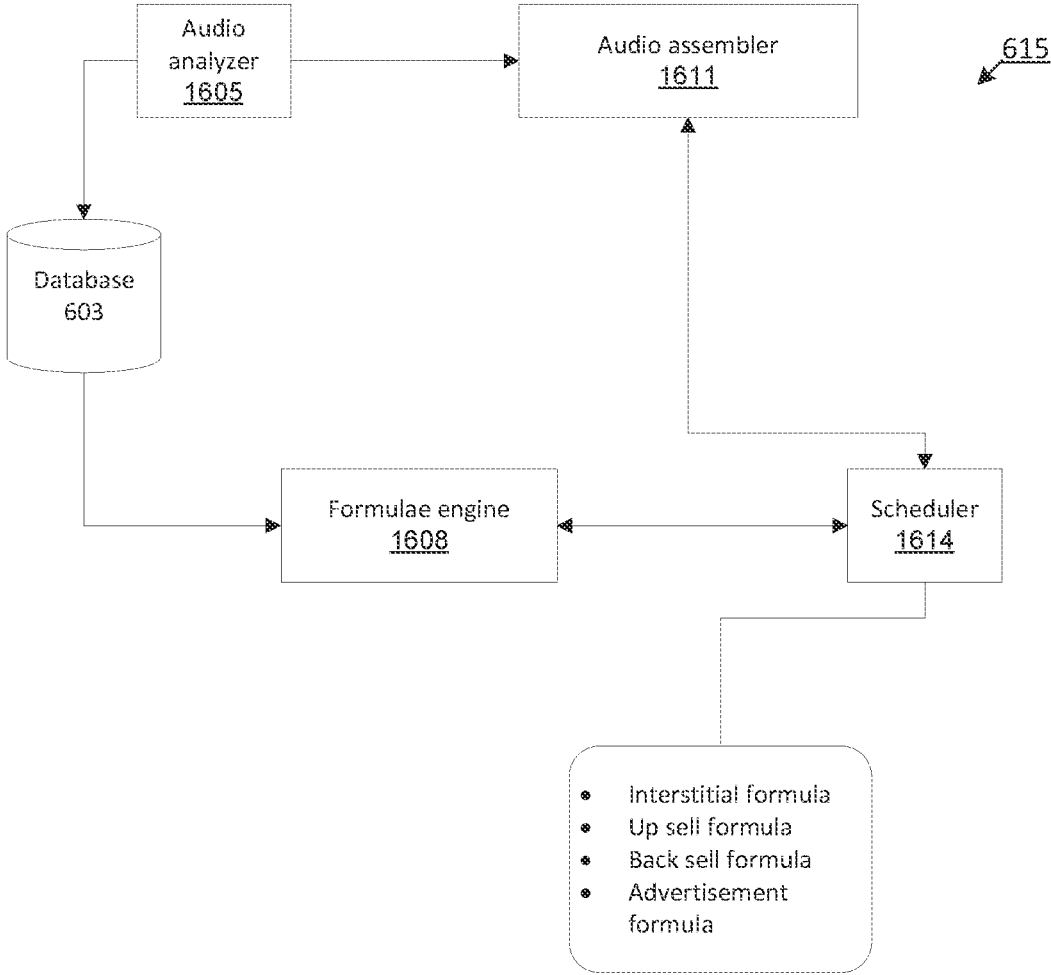 Audio
analyzer
1605
Audio assembler
1611
615
Database
603
Formulae engine
1608
Scheduler
1614
• Interstitial formula
• Up sell formula
• Back sell formula
• Advertisement
formula